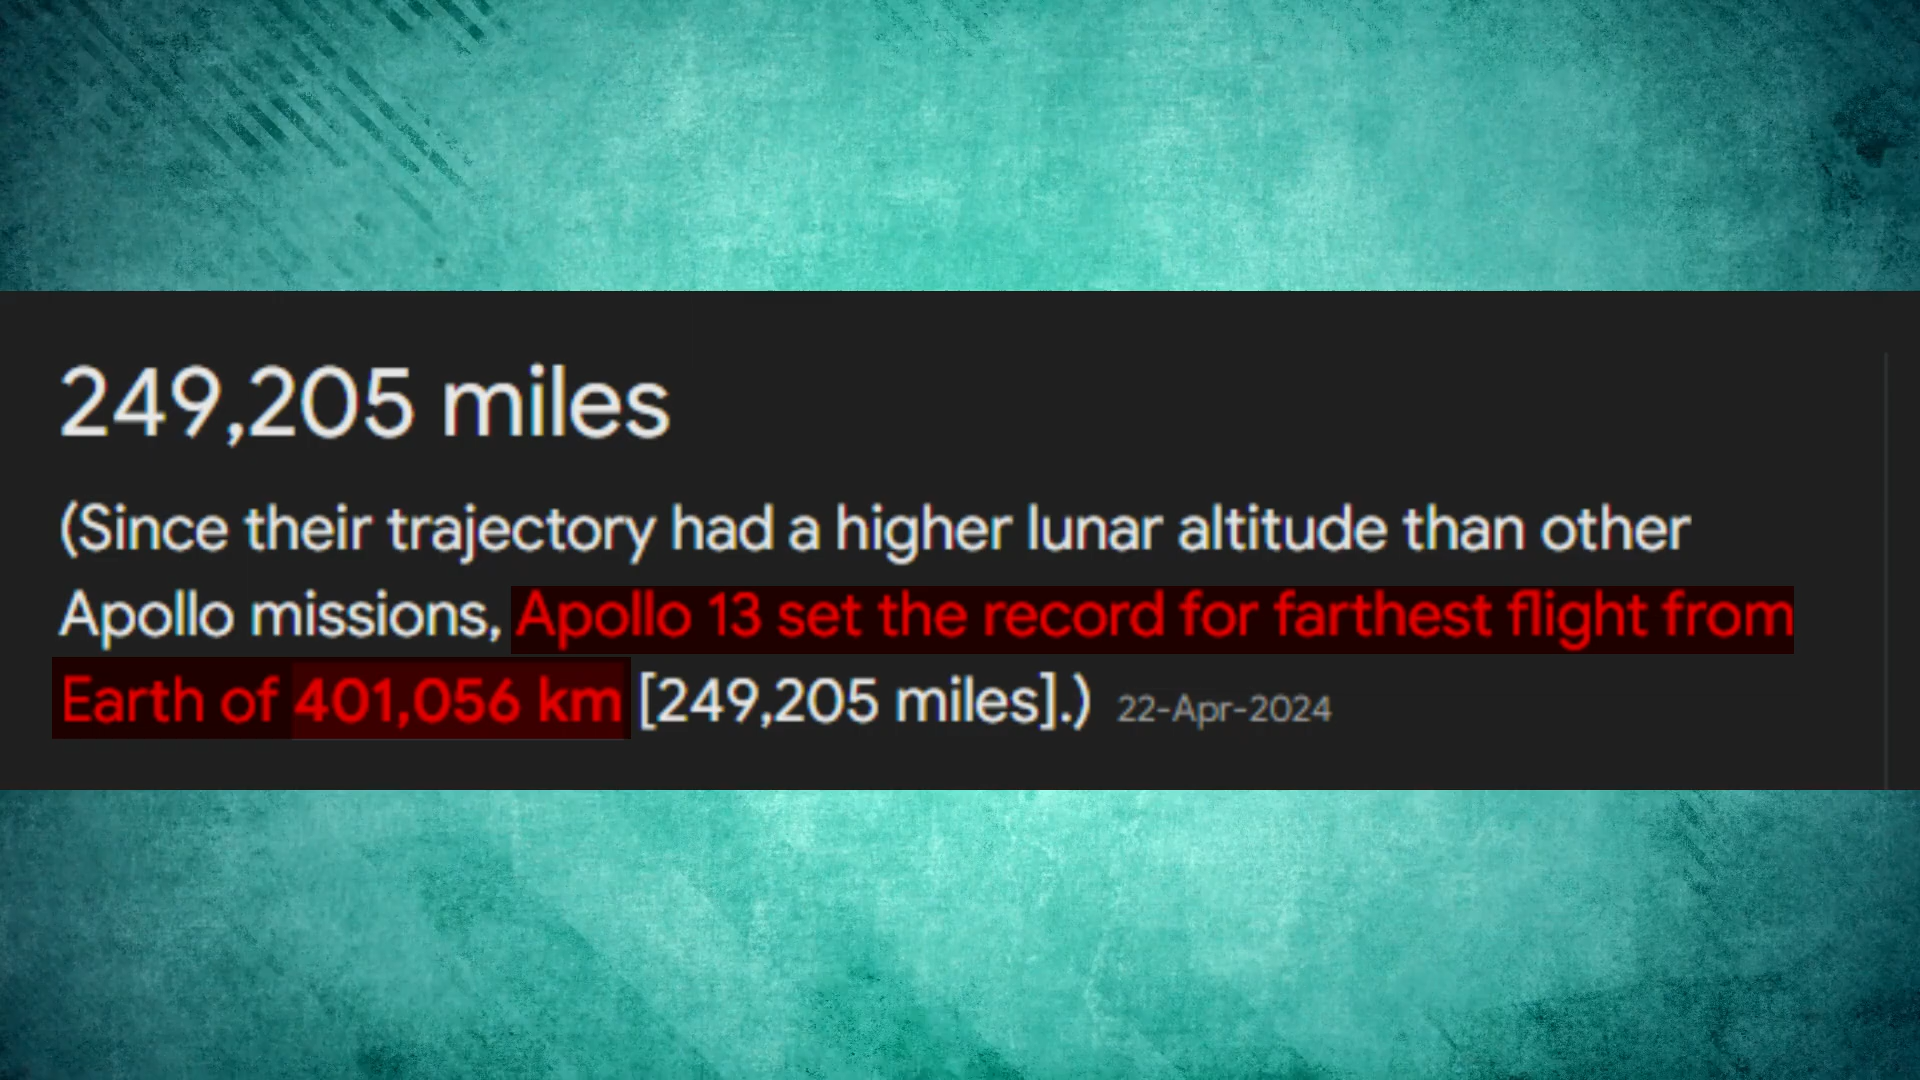 249,205 miles
(Since their trajectory had a higher lunar altitude than other
Apollo missions, Apollo 13 set the record for farthest flight from
Earth of 401,056 km [249,205 miles].) 22-Apr-2024